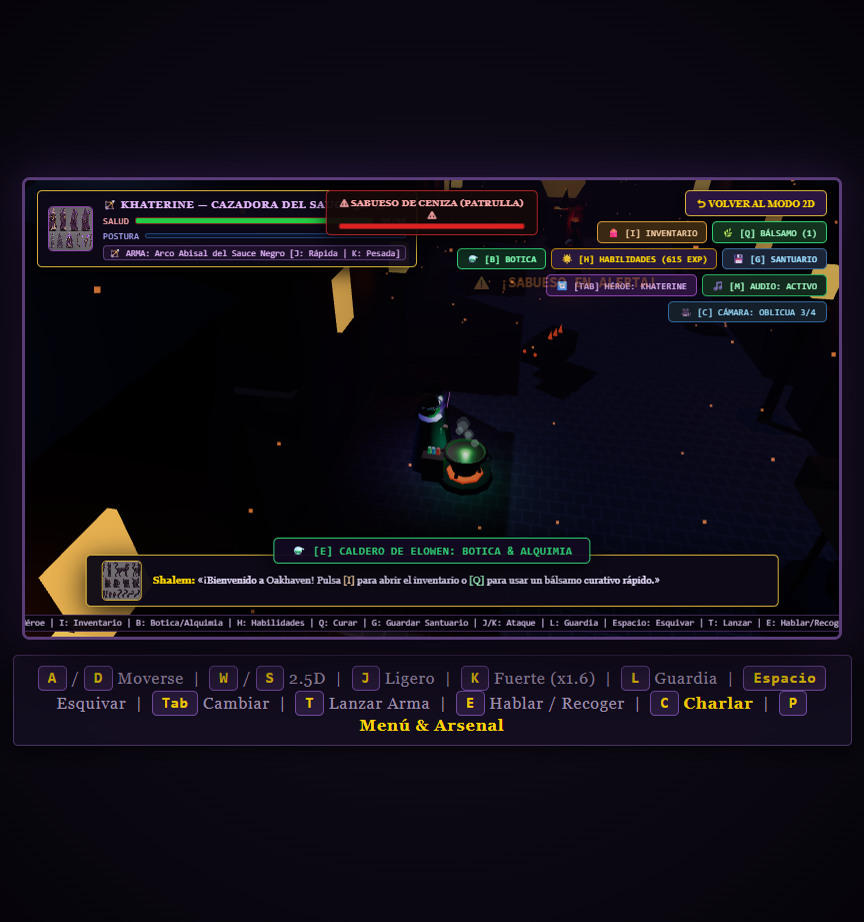 KHATERINE — CAZADORA DEL
SALUD
POSTURA
ARMA: Arco Abisal del Sauce Negro [J: Rápida | K: Pesada]
⚠ SABUESO DE CENIZA (PATRULLA)
⚠
VOLVER AL MODO 2D
[I] INVENTARIO
[Q] BÁLSAMO (1)
[B] BOTICA
[H] HABILIDADES (615 EXP)
[G] SANTUARIO
⚠ ¡SABUESO EN ALERTA!
[TAB] HÉROE: KHATERINE
[M] AUDIO: ACTIVO
[C] CÁMARA: OBLICUA 3/4
[E] CALDERO DE ELOWEN: BOTICA & ALQUIMIA
Shalem: «¡Bienvenido a Oakhaven! Pulsa [I] para abrir el inventario o [Q] para usar un bálsamo curativo rápido.»
éroe | I: Inventario | B: Botica/Alquimia | H: Habilidades | Q: Curar | G: Guardar Santuario | J/K: Ataque | L: Guardia | Espacio: Esquivar | T: Lanzar | E: Hablar/Recog
A / D Moverse | W / S 2.5D | J Ligero | K Fuerte (x1.6) | L Guardia | Espacio
Esquivar | Tab Cambiar | T Lanzar Arma | E Hablar / Recoger | C Charlar | P
Menú & Arsenal